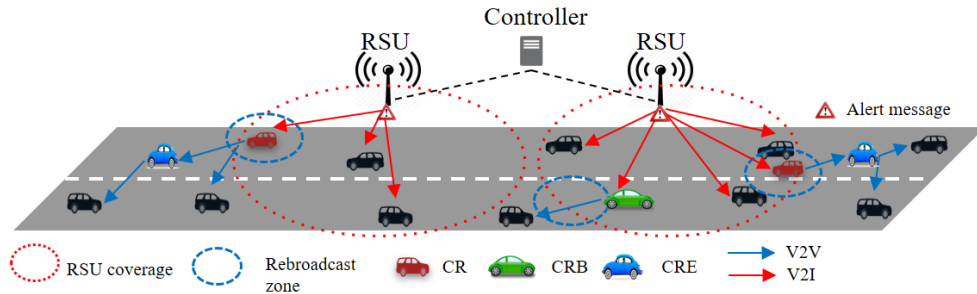 Controller
RSU
RSU
Alert message
RSU coverage
Rebroadcast
zone
CR
CRB
CRE
V2V
V2I